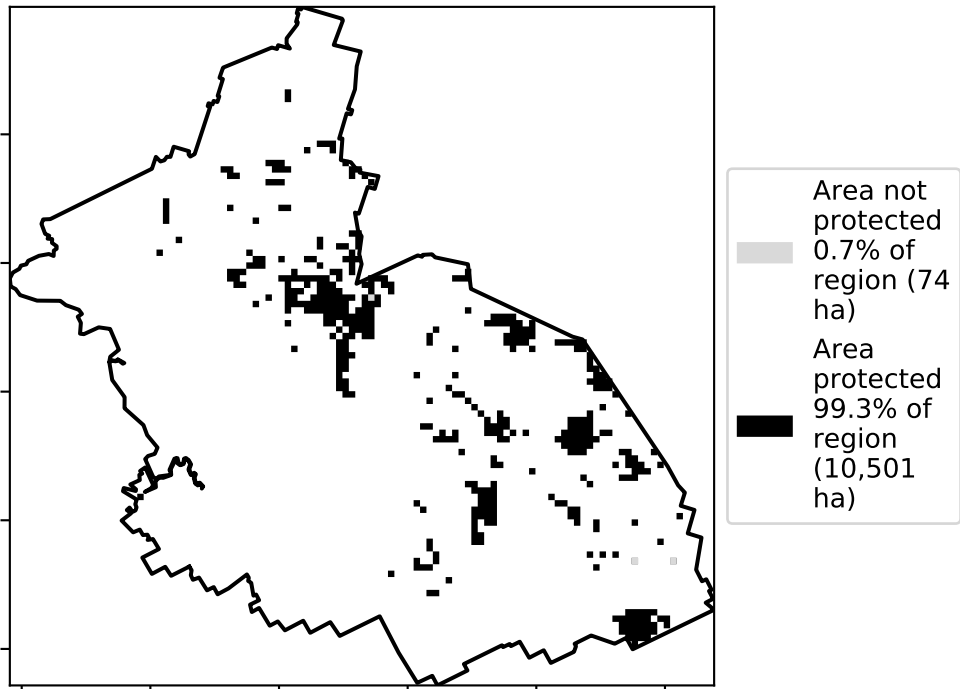 Area not
protected
0.7% of
region (74
ha)
Area
protected
99.3% of
region
(10,501
ha)